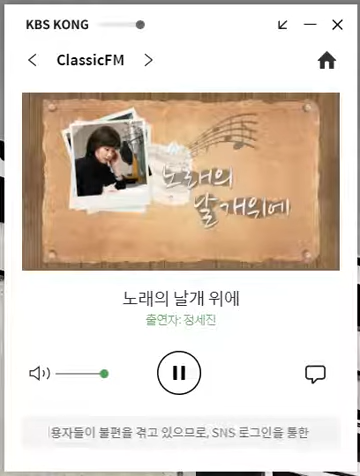 KBS KONG
ClassicFM
노래의
날개위에
노래의 날개 위에
출연자: 정세진
용자들이 불편을 겪고 있으므로, SNS 로그인을 통한